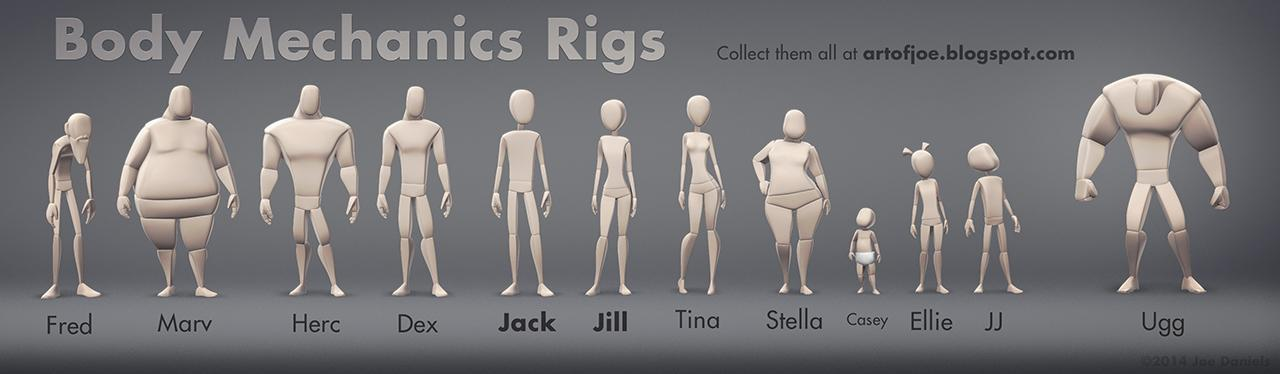 Body Mechanics Rigs
Collect them all at artofjoe.blogspot.com
Fred Marv Herc Dex Jack Jill Tina Stella Casey Ellie JJ Ugg
©2014 Joe Daniels